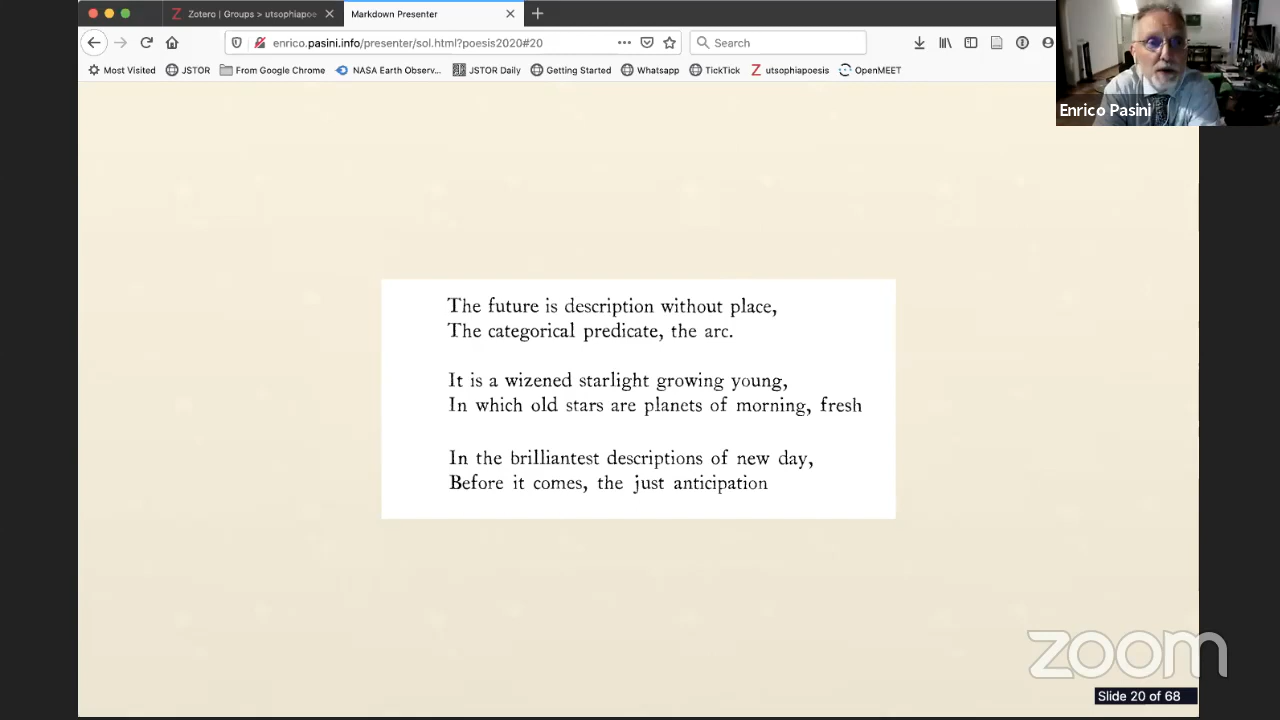 Zotero | Groups > utsophiapoe
Markdown Presenter
enrico.pasini.info/presenter/sol.html?poesis2020#20
Search
Most Visited
JSTOR
From Google Chrome
NASA Earth Observ...
JSTOR Daily
Getting Started
Whatsapp
TickTick
utsophiapoesis
OpenMEET
Enrico Pasini
The future is description without place,
The categorical predicate, the arc.
It is a wizened starlight growing young,
In which old stars are planets of morning, fresh
In the brilliantest descriptions of new day,
Before it comes, the just anticipation
zoom
Slide 20 of 68